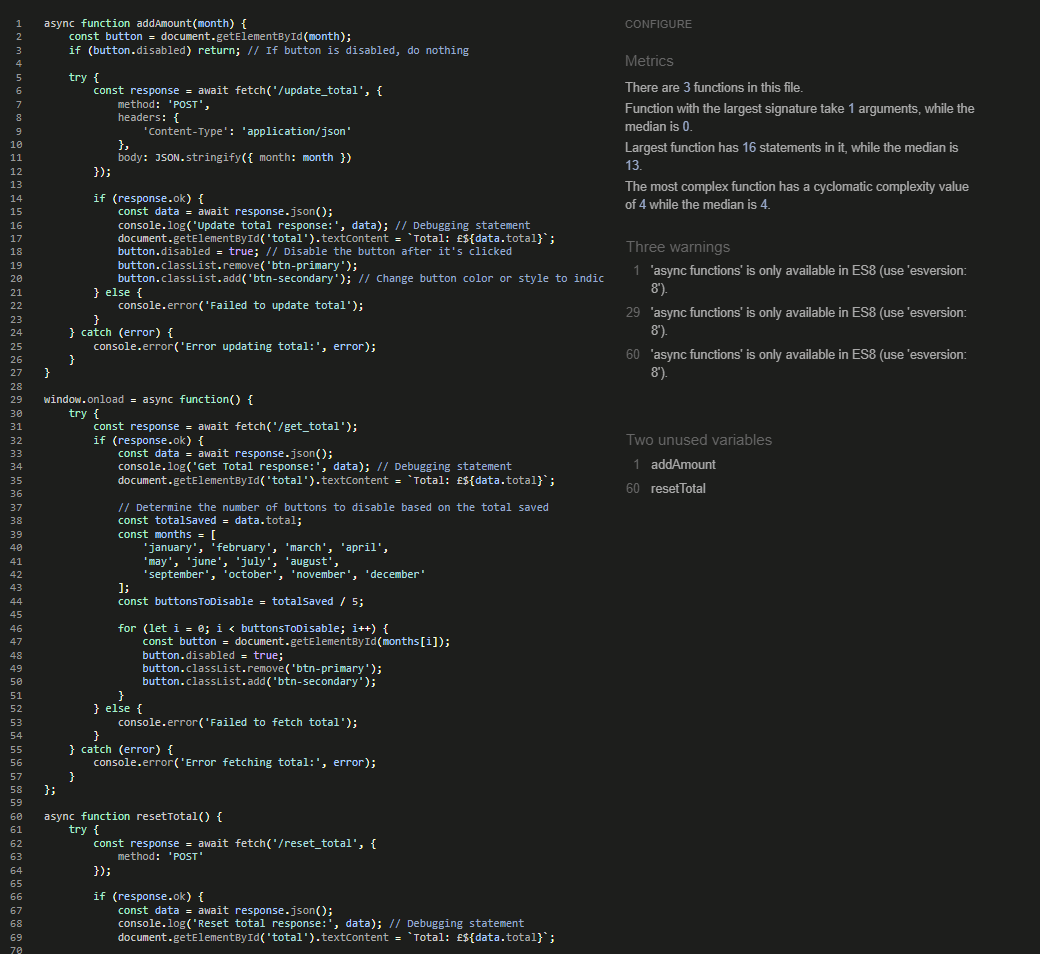 1 async function addAmount(month) {
2 const button = document.getElementById(month);
3 if (button.disabled) return; // If button is disabled, do nothing
4
5 try {
6 const response = await fetch('/update_total', {
7 method: 'POST',
8 headers: {
9 'Content-Type': 'application/json'
10 },
11 body: JSON.stringify({ month: month })
12 });
13
14 if (response.ok) {
15 const data = await response.json();
16 console.log('Update total response:', data); // Debugging statement
17 document.getElementById('total').textContent = `Total: £${data.total}`;
18 button.disabled = true; // Disable the button after it's clicked
19 button.classList.remove('btn-primary');
20 button.classList.add('btn-secondary'); // Change button color or style to indic
21 } else {
22 console.error('Failed to update total');
23 }
24 } catch (error) {
25 console.error('Error updating total:', error);
26 }
27 }
28
29 window.onload = async function() {
30 try {
31 const response = await fetch('/get_total');
32 if (response.ok) {
33 const data = await response.json();
34 console.log('Get Total response:', data); // Debugging statement
35 document.getElementById('total').textContent = `Total: £${data.total}`;
36
37 // Determine the number of buttons to disable based on the total saved
38 const totalSaved = data.total;
39 const months = [
40 'january', 'february', 'march', 'april',
41 'may', 'june', 'july', 'august',
42 'september', 'october', 'november', 'december'
43 ];
44 const buttonsToDisable = totalSaved / 5;
45
46 for (let i = 0; i < buttonsToDisable; i++) {
47 const button = document.getElementById(months[i]);
48 button.disabled = true;
49 button.classList.remove('btn-primary');
50 button.classList.add('btn-secondary');
51 }
52 } else {
53 console.error('Failed to fetch total');
54 }
55 } catch (error) {
56 console.error('Error fetching total:', error);
57 }
58 };
59
60 async function resetTotal() {
61 try {
62 const response = await fetch('/reset_total', {
63 method: 'POST'
64 });
65
66 if (response.ok) {
67 const data = await response.json();
68 console.log('Reset total response:', data); // Debugging statement
69 document.getElementById('total').textContent = `Total: £${data.total}`;
70
CONFIGURE
Metrics
There are 3 functions in this file.
Function with the largest signature take 1 arguments, while the
median is 0.
Largest function has 16 statements in it, while the median is
13.
The most complex function has a cyclomatic complexity value
of 4 while the median is 4.
Three warnings
1 'async functions' is only available in ES8 (use 'esversion:
8').
29 'async functions' is only available in ES8 (use 'esversion:
8').
60 'async functions' is only available in ES8 (use 'esversion:
8').
Two unused variables
1 addAmount
60 resetTotal